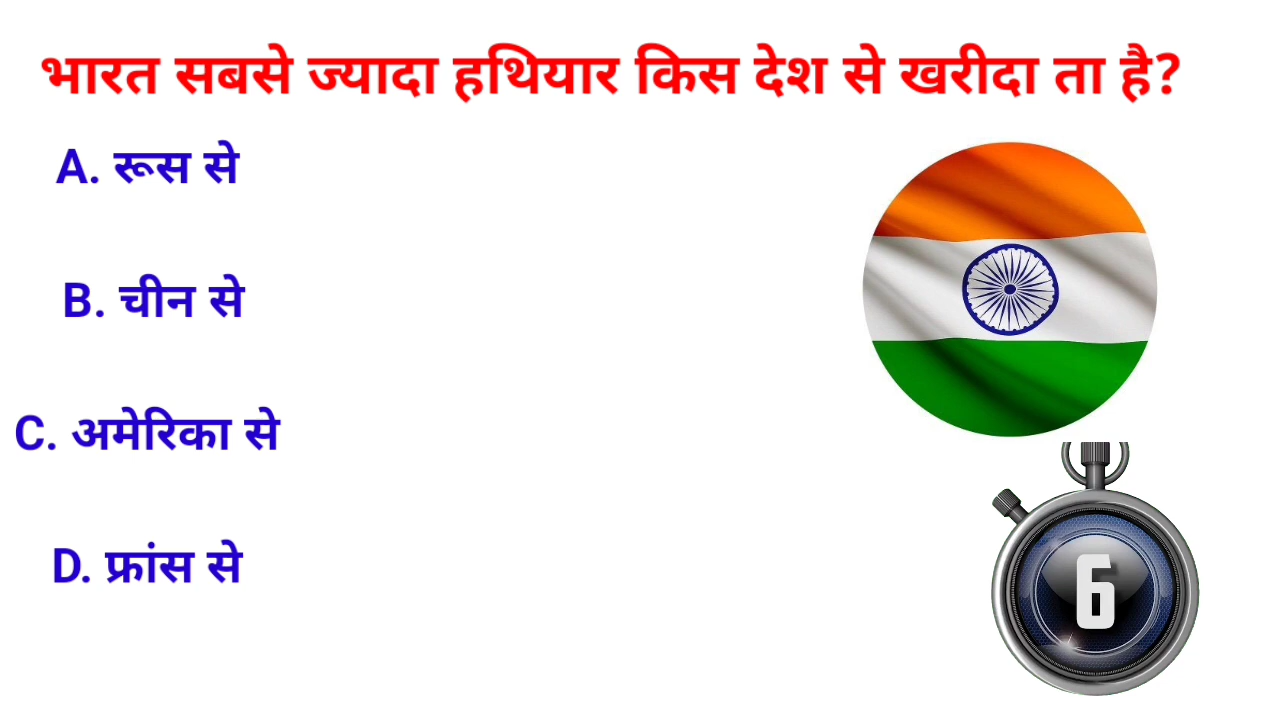 भारत सबसे ज्यादा हथियार किस देश से खरीदा ता है?
A. रूस से
B. चीन से
C. अमेरिका से
D. फ्रांस से
6